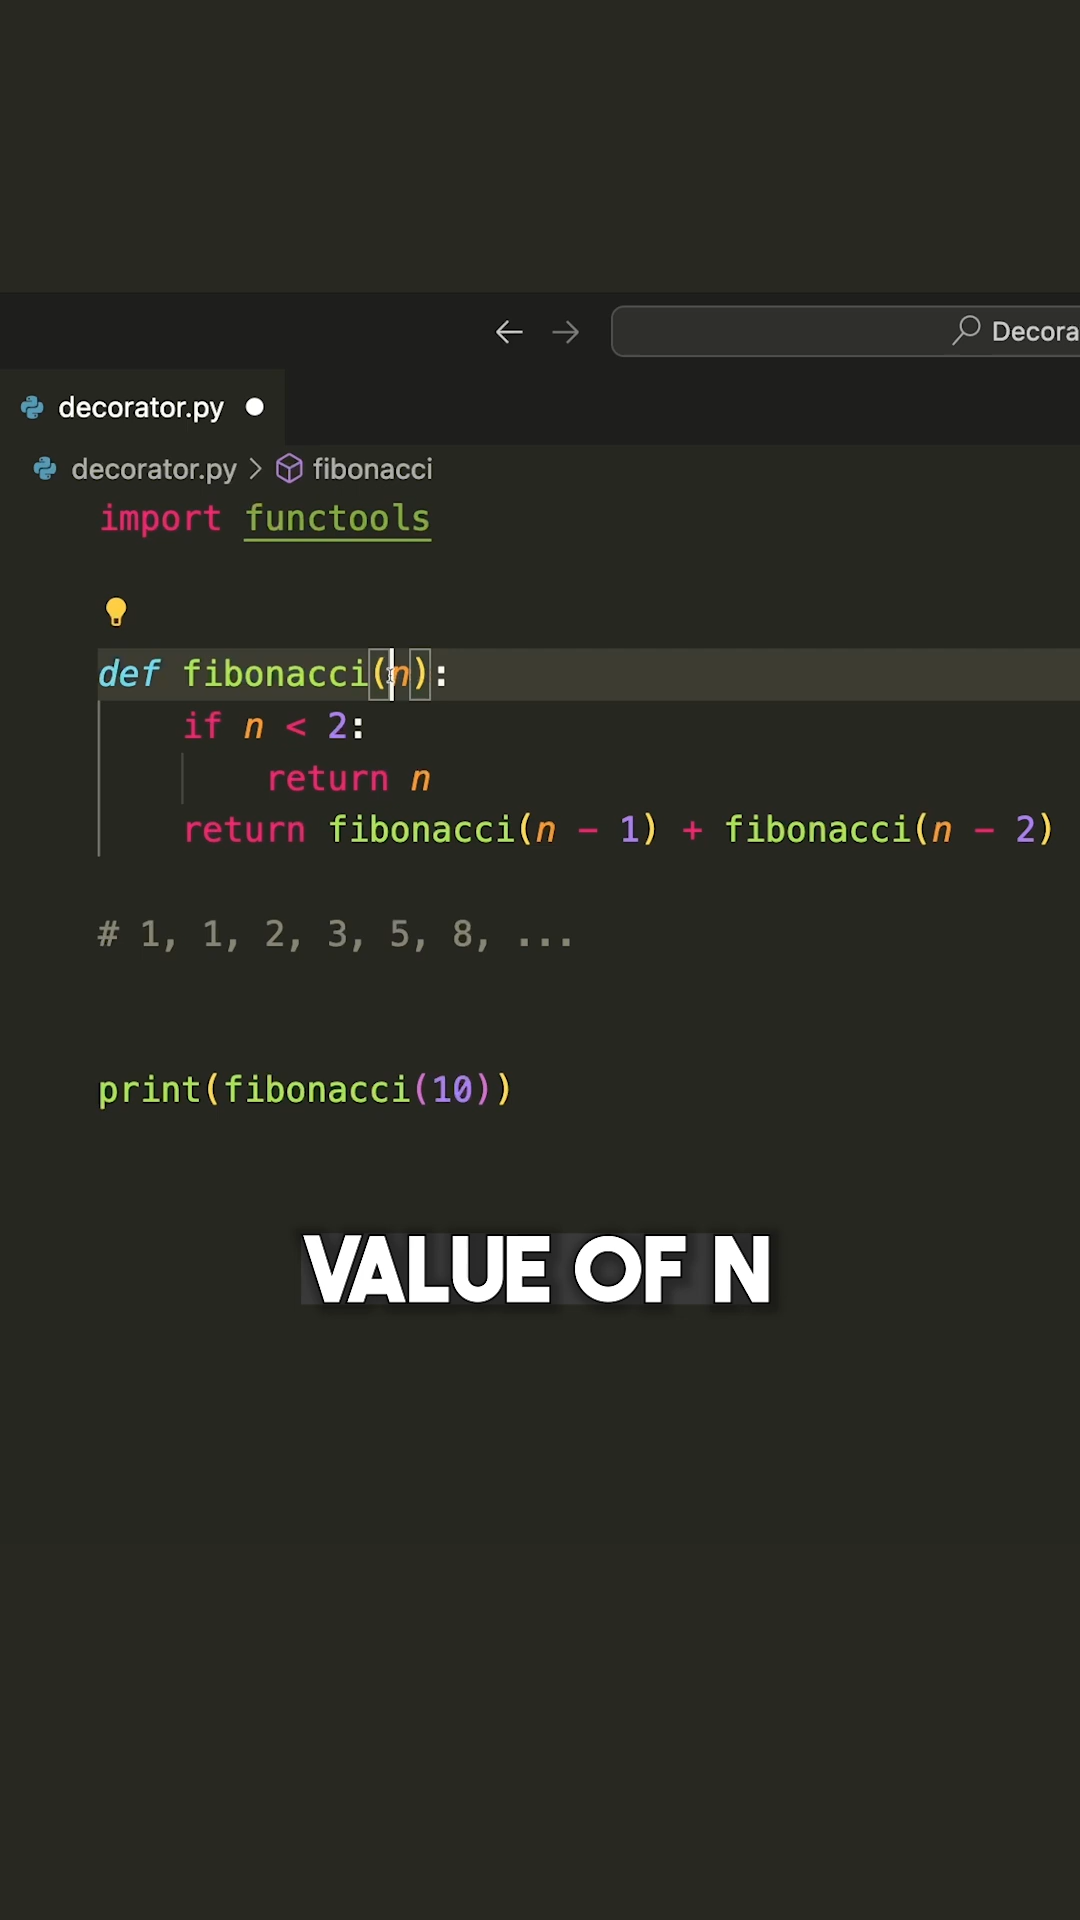 Decora
decorator.py
decorator.py > fibonacci
import functools
def fibonacci(n):
if n < 2:
return n
return fibonacci(n - 1) + fibonacci(n - 2)
# 1, 1, 2, 3, 5, 8, ...
print(fibonacci(10))
VALUE OF N